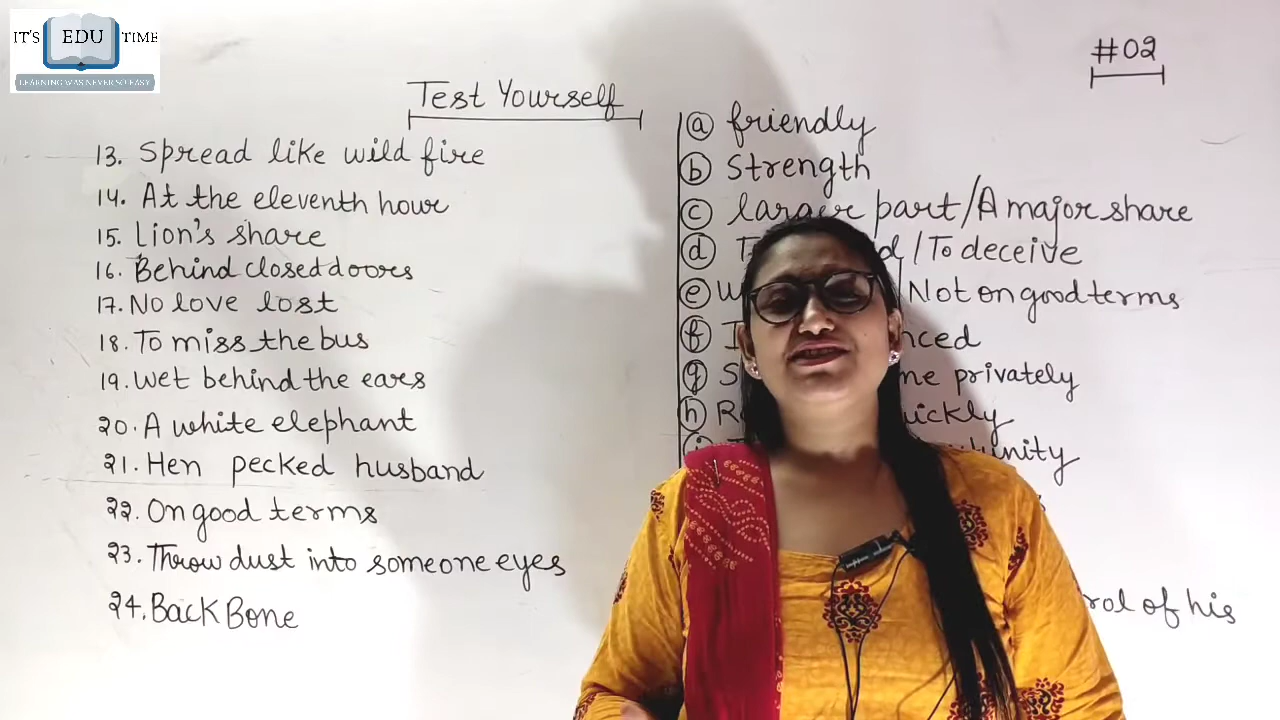 IT'S EDU TIME
LEARNING WAS NEVER SO EASY
#02
Test Yourself
13. Spread like wild fire
14. At the eleventh hour
15. Lion's share
16. Behind closed doors
17. No love lost
18. To miss the bus
19. Wet behind the ears
20. A white elephant
21. Hen pecked husband
22. On good terms
23. Throw dust into someone eyes
24. Back Bone
a friendly
b Strength
c larger part/A major share
d /To deceive
e /Not on good terms
f
g privately
h
rol of his